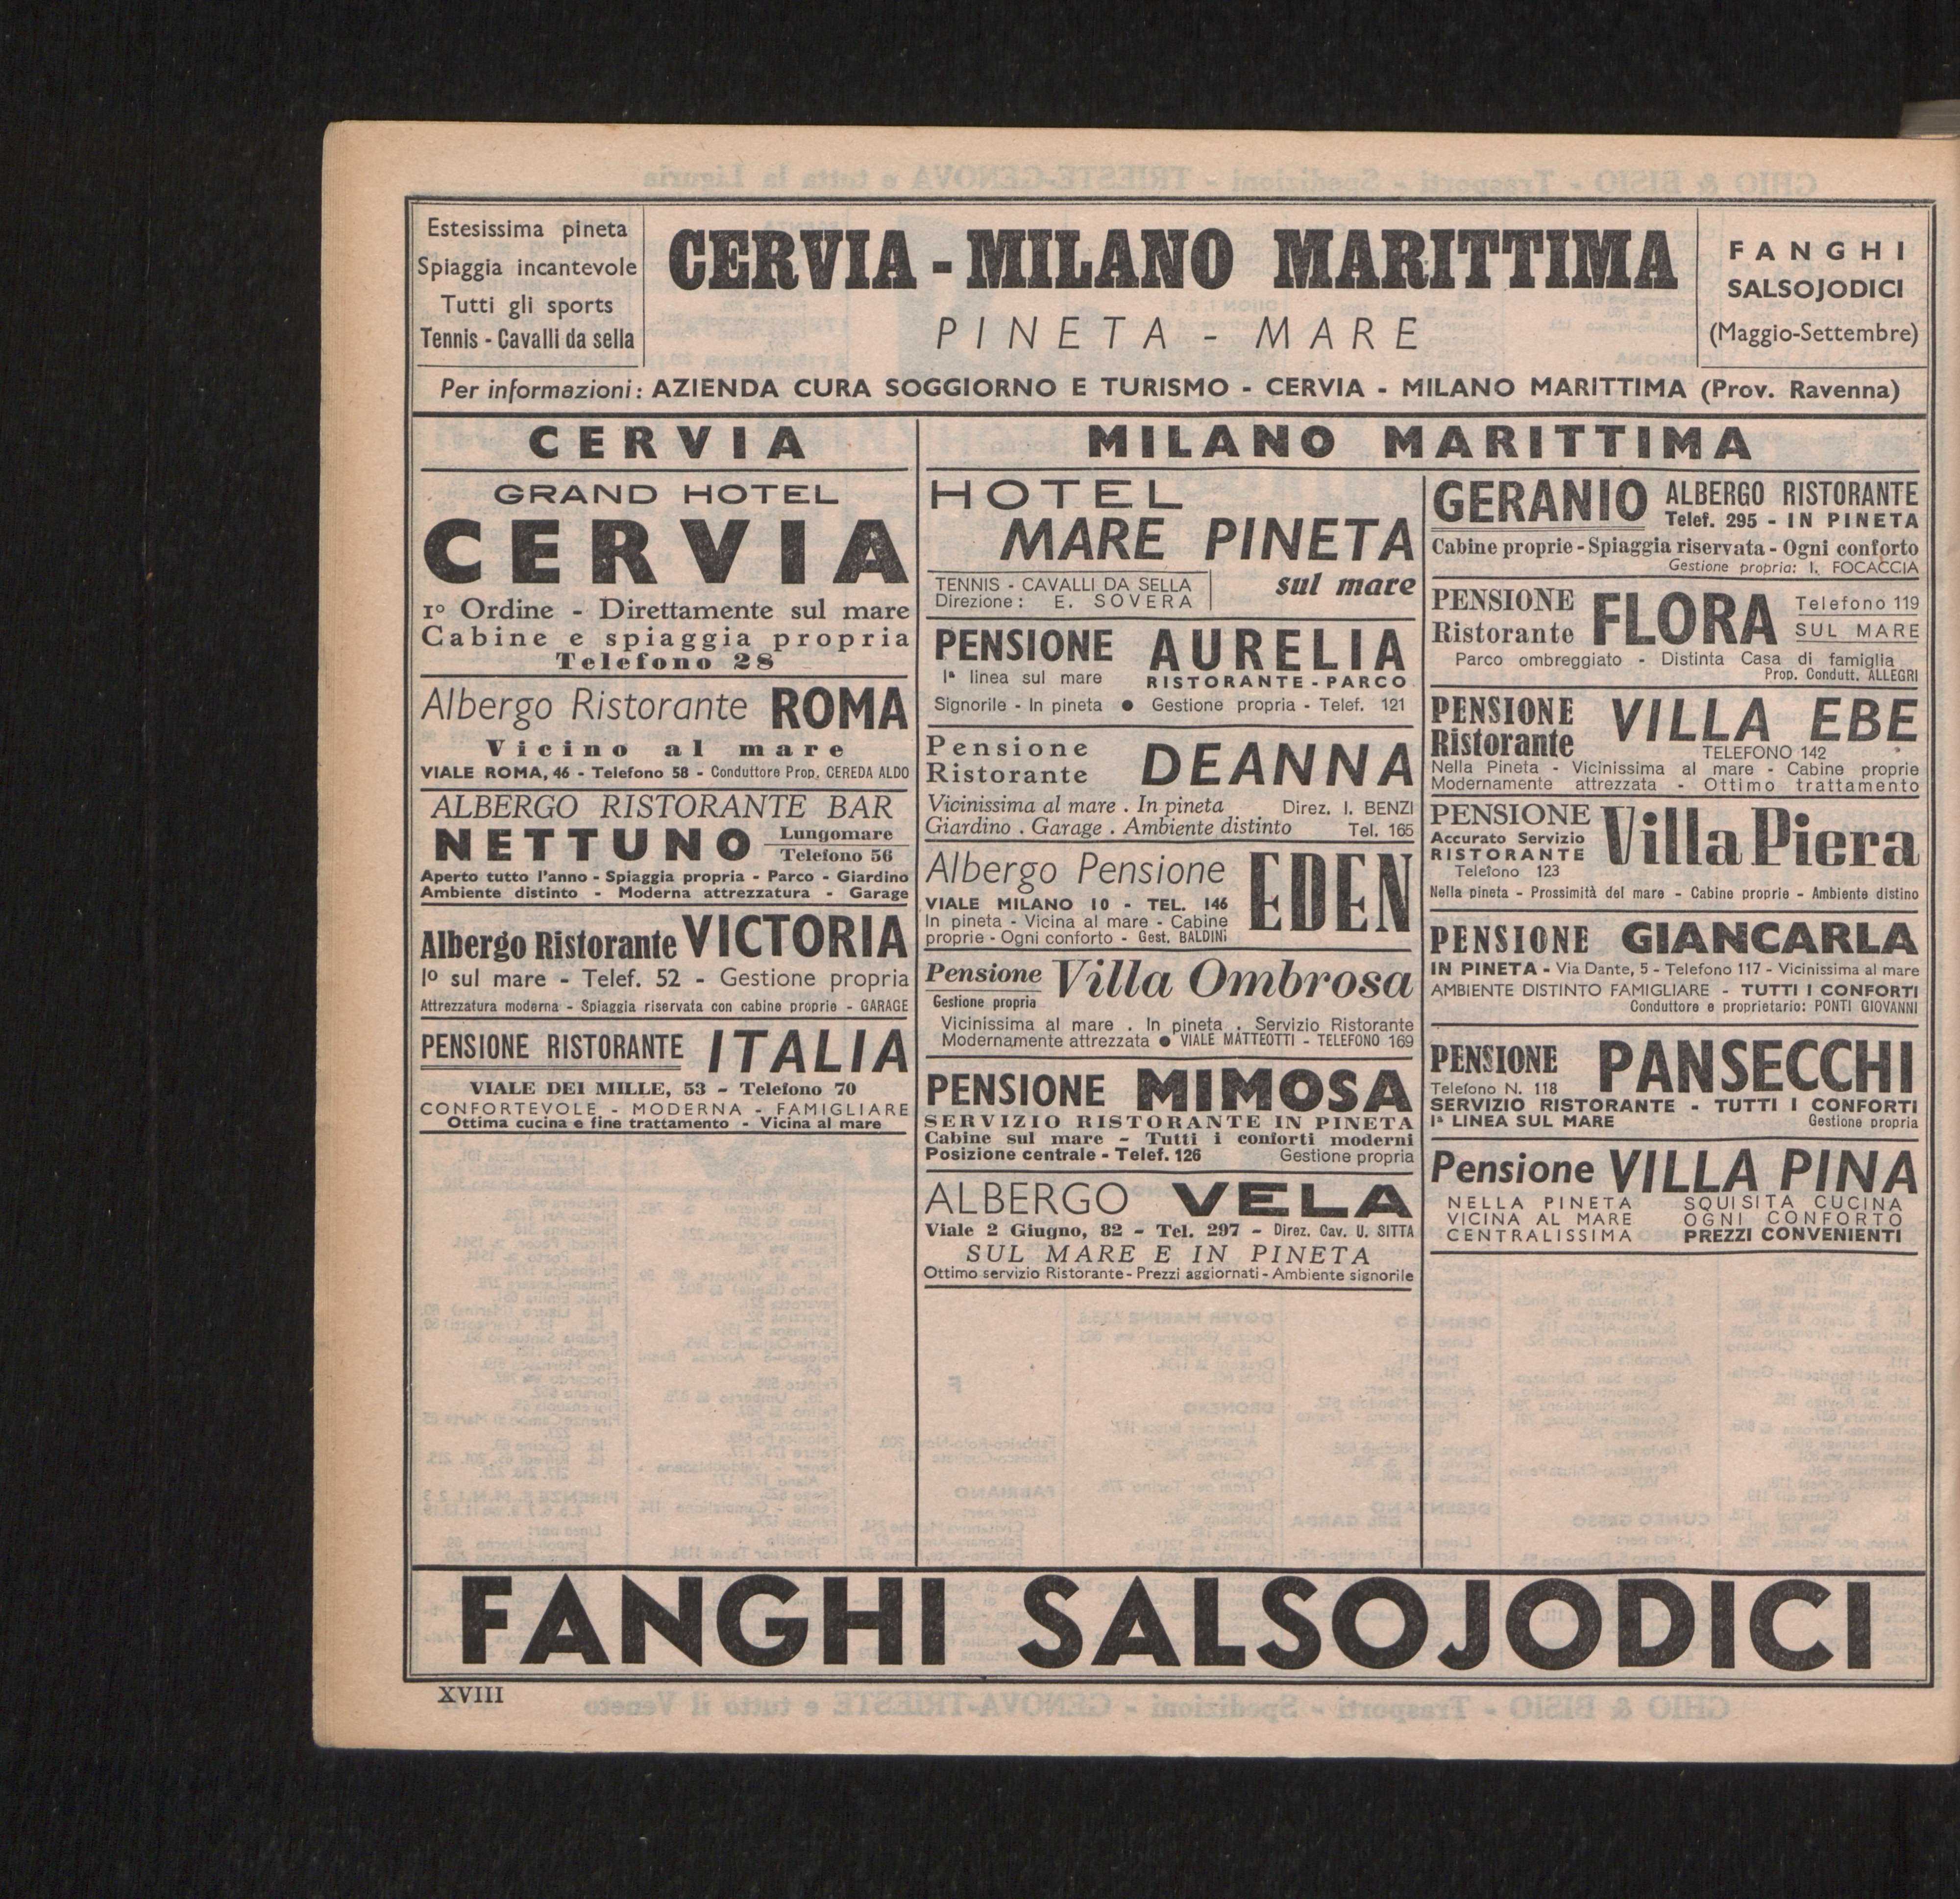 Estesissima pineta
Spiaggia incantevole
Tutti gli sports
Tennis - Cavalli da sella
CERVIA - MILANO MARITTIMA
PINETA - MARE
FANGHI
SALSOJODICI
(Maggio-Settembre)
Per informazioni: AZIENDA CURA SOGGIORNO E TURISMO - CERVIA - MILANO MARITTIMA (Prov. Ravenna)
CERVIA
GRAND HOTEL
CERVIA
1º Ordine - Direttamente sul mare
Cabine e spiaggia propria
Telefono 28
Albergo Ristorante ROMA
Vicino al mare
VIALE ROMA, 46 - Telefono 58 - Conduttore Prop. CEREDA ALDO
ALBERGO RISTORANTE BAR
NETTUNO
Lungomare
Telefono 56
Aperto tutto l'anno - Spiaggia propria - Parco - Giardino
Ambiente distinto - Moderna attrezzatura - Garage
Albergo Ristorante VICTORIA
Iº sul mare - Telef. 52 - Gestione propria
Attrezzatura moderna - Spiaggia riservata con cabine proprie - GARAGE
PENSIONE RISTORANTE ITALIA
VIALE DEI MILLE, 53 - Telefono 70
CONFORTEVOLE - MODERNA - FAMIGLIARE
Ottima cucina e fine trattamento - Vicina al mare
MILANO MARITTIMA
HOTEL
MARE PINETA
sul mare
TENNIS - CAVALLI DA SELLA
Direzione: E. SOVERA
PENSIONE AURELIA
Iª linea sul mare RISTORANTE - PARCO
Signorile - In pineta ● Gestione propria - Telef. 121
Pensione
Ristorante
DEANNA
Vicinissima al mare . In pineta Direz. I. BENZI
Giardino . Garage . Ambiente distinto Tel. 165
Albergo Pensione EDEN
VIALE MILANO 10 - TEL. 146
In pineta - Vicina al mare - Cabine
proprie - Ogni conforto - Gest. BALDINI
Pensione Villa Ombrosa
Gestione propria
Vicinissima al mare . In pineta . Servizio Ristorante
Modernamente attrezzata ● VIALE MATTEOTTI - TELEFONO 169
PENSIONE MIMOSA
SERVIZIO RISTORANTE IN PINETA
Cabine sul mare - Tutti i conforti moderni
Posizione centrale - Telef. 126 Gestione propria
ALBERGO VELA
Viale 2 Giugno, 82 - Tel. 297 - Direz. Cav. U. SITTA
SUL MARE E IN PINETA
Ottimo servizio Ristorante - Prezzi aggiornati - Ambiente signorile
GERANIO ALBERGO RISTORANTE
Telef. 295 - IN PINETA
Cabine proprie - Spiaggia riservata - Ogni conforto
Gestione propria: I. FOCACCIA
PENSIONE
Ristorante
FLORA
Telefono 119
SUL MARE
Parco ombreggiato - Distinta Casa di famiglia
Prop. Condutt. ALLEGRI
PENSIONE
Ristorante
VILLA EBE
TELEFONO 142
Nella Pineta - Vicinissima al mare - Cabine proprie
Modernamente attrezzata - Ottimo trattamento
PENSIONE
Accurato Servizio
RISTORANTE
Telefono 123
Villa Piera
Nella pineta - Prossimità del mare - Cabine proprie - Ambiente distino
PENSIONE GIANCARLA
IN PINETA - Via Dante, 5 - Telefono 117 - Vicinissima al mare
AMBIENTE DISTINTO FAMIGLIARE - TUTTI I CONFORTI
Conduttore e proprietario: PONTI GIOVANNI
PENSIONE PANSECCHI
Telefono N. 118
SERVIZIO RISTORANTE - TUTTI I CONFORTI
Iª LINEA SUL MARE Gestione propria
Pensione VILLA PINA
NELLA PINETA SQUISITA CUCINA
VICINA AL MARE OGNI CONFORTO
CENTRALISSIMA PREZZI CONVENIENTI
FANGHI SALSOJODICI
XVIII